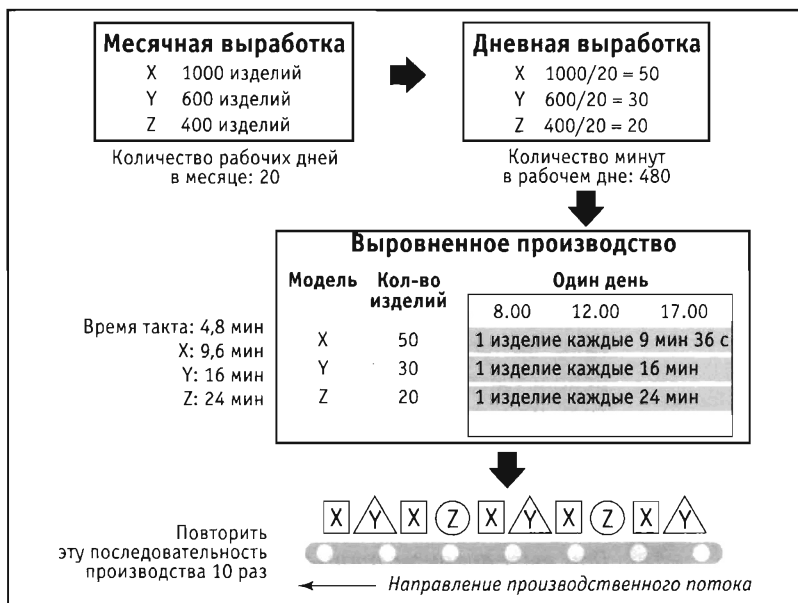 Месячная выработка
X 1000 изделий
Y 600 изделий
Z 400 изделий
Количество рабочих дней
в месяце: 20
Дневная выработка
X 1000/20 = 50
Y 600/20 = 30
Z 400/20 = 20
Количество минут
в рабочем дне: 480
Время такта: 4,8 мин
X: 9,6 мин
Y: 16 мин
Z: 24 мин
Выровненное производство
Модель Кол-во изделий Один день
8.00 12.00 17.00
X 50 1 изделие каждые 9 мин 36 с
Y 30 1 изделие каждые 16 мин
Z 20 1 изделие каждые 24 мин
X Y X Z X Y X Z X Y
Повторить
эту последовательность
производства 10 раз
Направление производственного потока